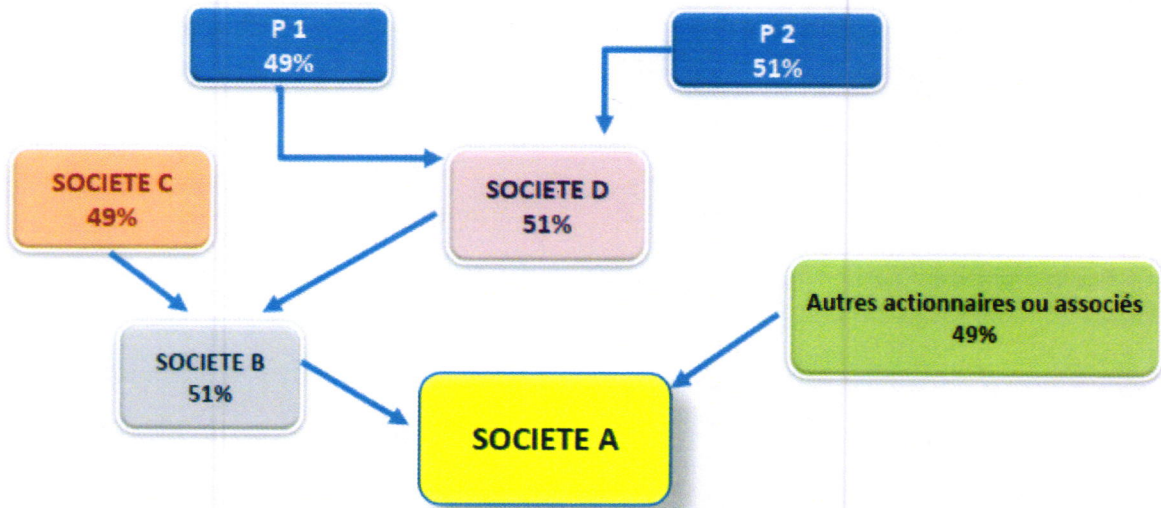 P 1
49%
P 2
51%
SOCIETE C
49%
SOCIETE D
51%
Autres actionnaires ou associés
49%
SOCIETE B
51%
SOCIETE A